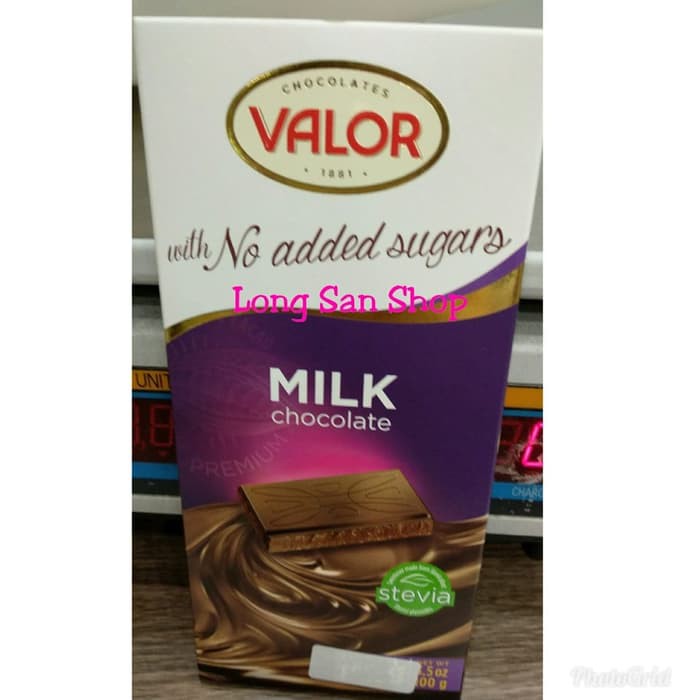 CHOCOLATES
VALOR
• 1881 •
with No added sugars
Long San Shop
UNIT
MILK
chocolate
PREMIUM
stevia
PhotoGrid